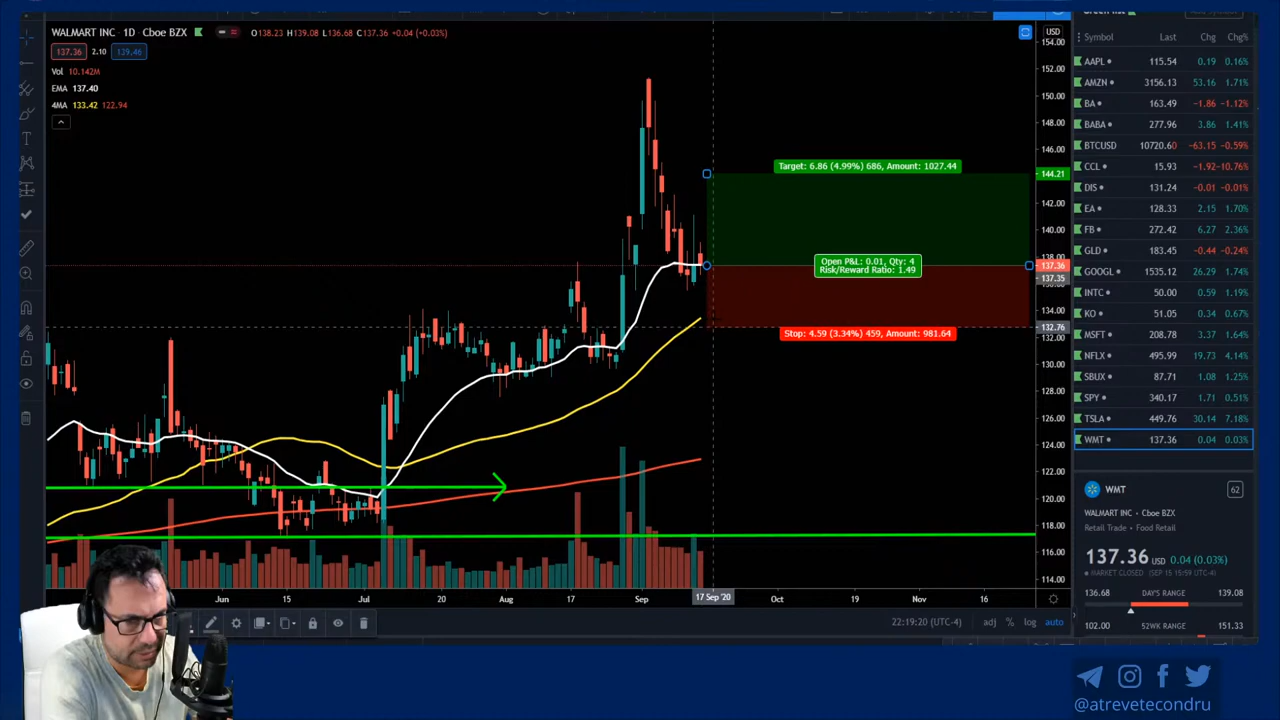 WALMART INC · 1D · Cboe BZX O138.23 H139.08 L136.68 C137.36 +0.04 (+0.03%)
137.36 2.10 139.46
Vol 10.142M
EMA 137.40
4MA 133.42 122.94
Target: 6.86 (4.99%) 686, Amount: 1027.44
Open P&L: 0.01, Qty: 4
Risk/Reward Ratio: 1.49
Stop: 4.59 (3.34%) 459, Amount: 981.64
USD
154.00
152.00
150.00
148.00
146.00
144.21
142.00
140.00
138.00
137.36
137.35
134.00
132.76
132.00
130.00
128.00
126.00
124.00
122.00
120.00
118.00
116.00
114.00
Jun 15 Jul 20 Aug 17 Sep 17 Sep '20 Oct 19 Nov 16
22:19:20 (UTC-4) adj % log auto
Symbol Last Chg Chg%
AAPL 115.54 0.19 0.16%
AMZN 3156.13 53.16 1.71%
BA 163.49 −1.86 −1.12%
BABA 277.96 3.86 1.41%
BTCUSD 10720.60 −63.15 −0.59%
CCL 15.93 −1.92 −10.76%
DIS 131.24 −0.01 −0.01%
EA 128.33 2.15 1.70%
FB 272.42 6.27 2.36%
GLD 183.45 −0.44 −0.24%
GOOGL 1535.12 26.29 1.74%
INTC 50.00 0.59 1.19%
KO 51.05 0.34 0.67%
MSFT 208.78 3.37 1.64%
NFLX 495.99 19.73 4.14%
SBUX 87.71 1.08 1.25%
SPY 340.17 1.71 0.51%
TSLA 449.76 30.14 7.18%
WMT 137.36 0.04 0.03%
WMT 62
WALMART INC · Cboe BZX
Retail Trade · Food Retail
137.36 USD 0.04 (0.03%)
MARKET CLOSED (SEP 15 15:59 UTC-4)
136.68 DAY'S RANGE 139.08
102.00 52WK RANGE 151.33
@atrevetecondru